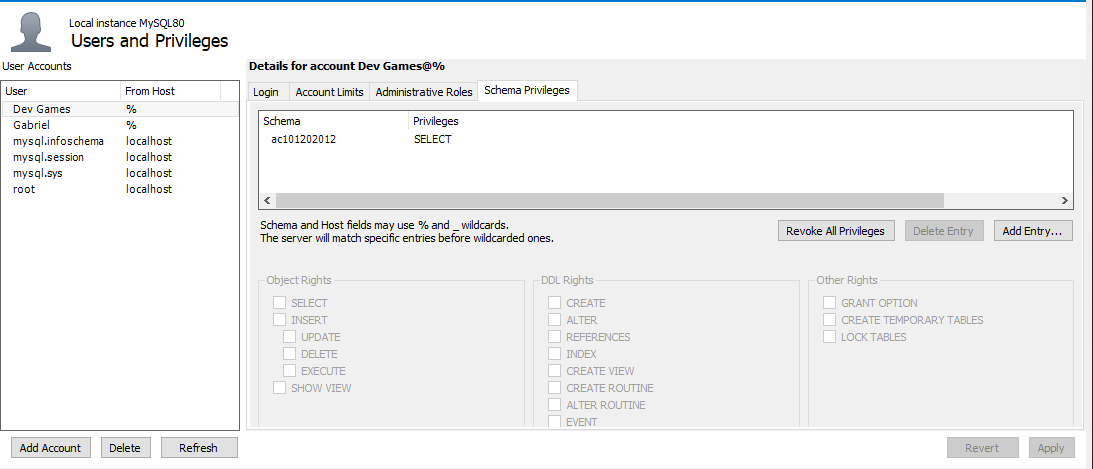 Local instance MySQL80
Users and Privileges
User Accounts
User From Host
Dev Games %
Gabriel %
mysql.infoschema localhost
mysql.session localhost
mysql.sys localhost
root localhost
Add Account Delete Refresh
Details for account Dev Games@%
Login Account Limits Administrative Roles Schema Privileges
Schema Privileges
ac101202012 SELECT
Schema and Host fields may use % and _ wildcards.
The server will match specific entries before wildcarded ones.
Revoke All Privileges Delete Entry Add Entry...
Object Rights
SELECT
INSERT
UPDATE
DELETE
EXECUTE
SHOW VIEW
DDL Rights
CREATE
ALTER
REFERENCES
INDEX
CREATE VIEW
CREATE ROUTINE
ALTER ROUTINE
EVENT
Other Rights
GRANT OPTION
CREATE TEMPORARY TABLES
LOCK TABLES
Revert Apply